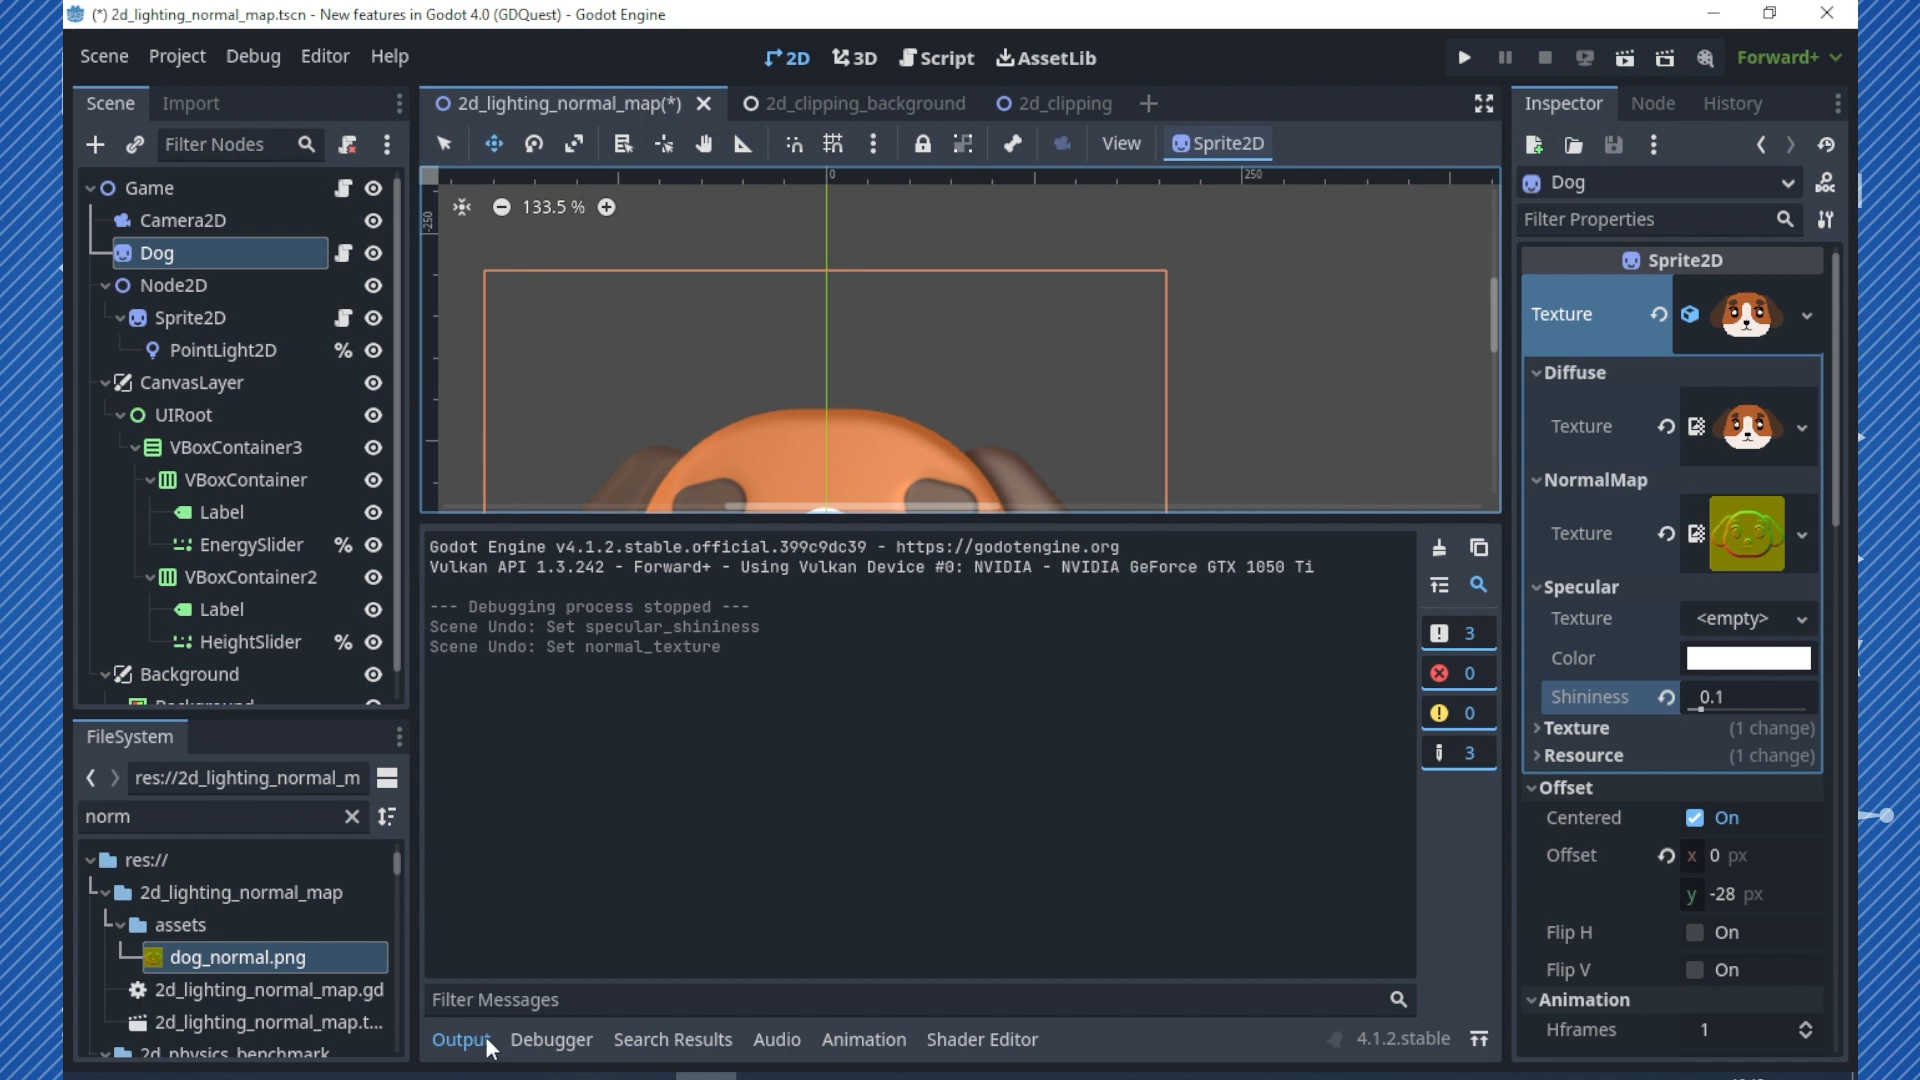 (*) 2d_lighting_normal_map.tscn - New features in Godot 4.0 (GDQuest) - Godot Engine
Scene Project Debug Editor Help
2D 3D Script AssetLib
Forward+
Scene Import
2d_lighting_normal_map(*) 2d_clipping_background 2d_clipping
Inspector Node History
Filter Nodes
View Sprite2D
0 250
-250
133.5 %
Game
Camera2D
Dog
Node2D
Sprite2D
PointLight2D
CanvasLayer
UIRoot
VBoxContainer3
VBoxContainer
Label
EnergySlider
VBoxContainer2
Label
HeightSlider
Background
Background
FileSystem
res://2d_lighting_normal_m
norm
res://
2d_lighting_normal_map
assets
dog_normal.png
2d_lighting_normal_map.gd
2d_lighting_normal_map.t...
2d_physics_benchmark
Godot Engine v4.1.2.stable.official.399c9dc39 - https://godotengine.org
Vulkan API 1.3.242 - Forward+ - Using Vulkan Device #0: NVIDIA - NVIDIA GeForce GTX 1050 Ti
--- Debugging process stopped ---
Scene Undo: Set specular_shininess
Scene Undo: Set normal_texture
3
0
0
3
Filter Messages
Output Debugger Search Results Audio Animation Shader Editor
4.1.2.stable
Dog
DOC
Filter Properties
Sprite2D
Texture
Diffuse
Texture
NormalMap
Texture
Specular
Texture <empty>
Color
Shininess 0.1
Texture (1 change)
Resource (1 change)
Offset
Centered On
Offset x 0 px
y -28 px
Flip H On
Flip V On
Animation
Hframes 1